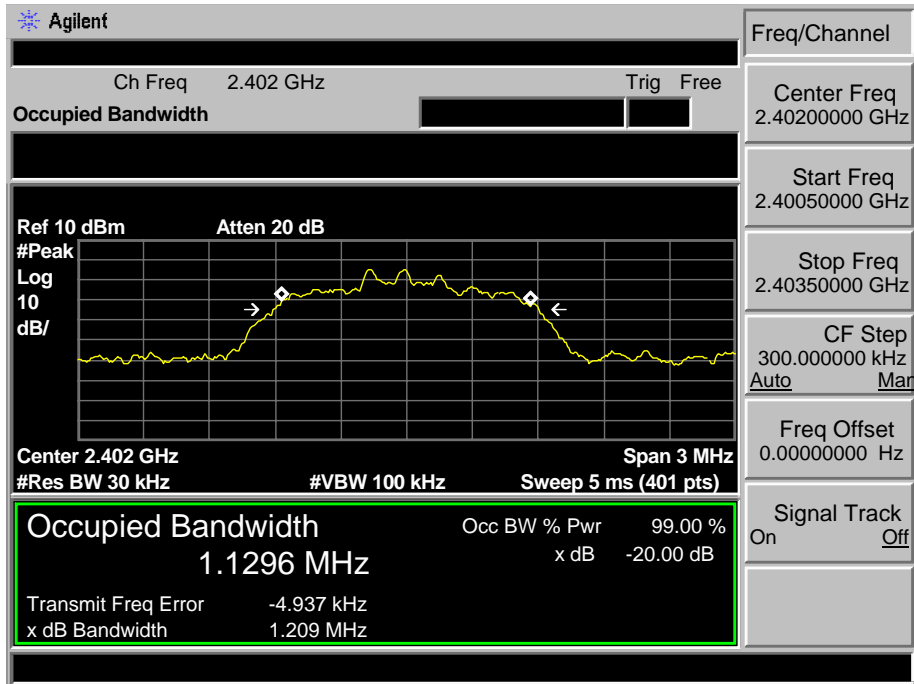 Agilent
Freq/Channel
Ch Freq 2.402 GHz Trig Free
Occupied Bandwidth
Center Freq
2.40200000 GHz
Start Freq
2.40050000 GHz
Stop Freq
2.40350000 GHz
CF Step
300.000000 kHz
Auto Man
Freq Offset
0.00000000 Hz
Signal Track
On Off
Ref 10 dBm Atten 20 dB
#Peak
Log
10
dB/
Center 2.402 GHz Span 3 MHz
#Res BW 30 kHz #VBW 100 kHz Sweep 5 ms (401 pts)
Occupied Bandwidth Occ BW % Pwr 99.00 %
1.1296 MHz x dB -20.00 dB
Transmit Freq Error -4.937 kHz
x dB Bandwidth 1.209 MHz